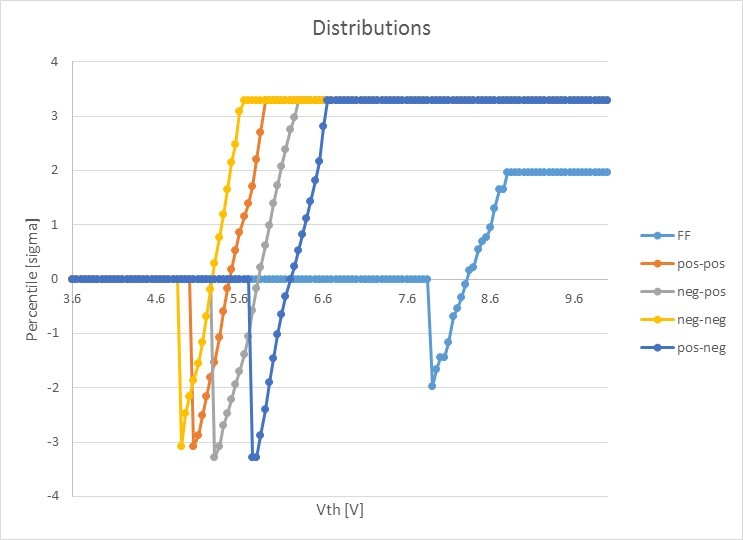 Distributions
4
3
2
1
0
-1
-2
-3
-4
Percentile [sigma]
3.6 4.6 5.6 6.6 7.6 8.6 9.6
Vth [V]
FF
pos-pos
neg-pos
neg-neg
pos-neg